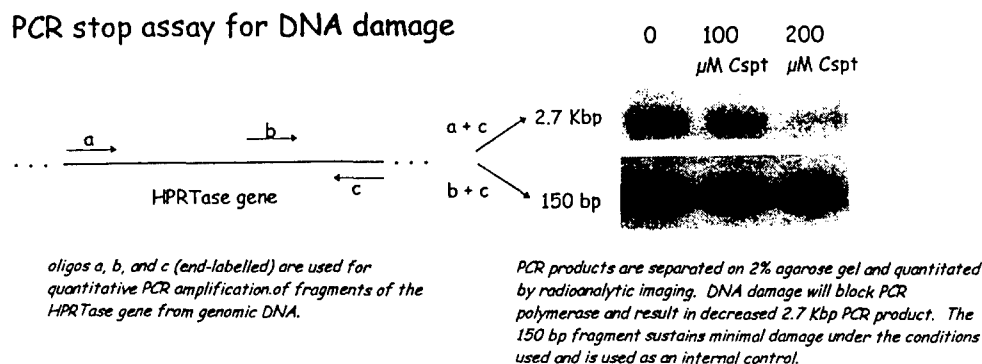 PCR stop assay for DNA damage
0 100 200
µM Cspt µM Cspt
a
b
a + c
2.7 Kbp
. . .
. . .
c
b + c
150 bp
HPRTase gene
oligos a, b, and c (end-labelled) are used for
quantitative PCR amplification.of fragments of the
HPRTase gene from genomic DNA.
PCR products are separated on 2% agarose gel and quantitated
by radioanalytic imaging. DNA damage will block PCR
polymerase and result in decreased 2.7 Kbp PCR product. The
150 bp fragment sustains minimal damage under the conditions
used and is used as an internal control.